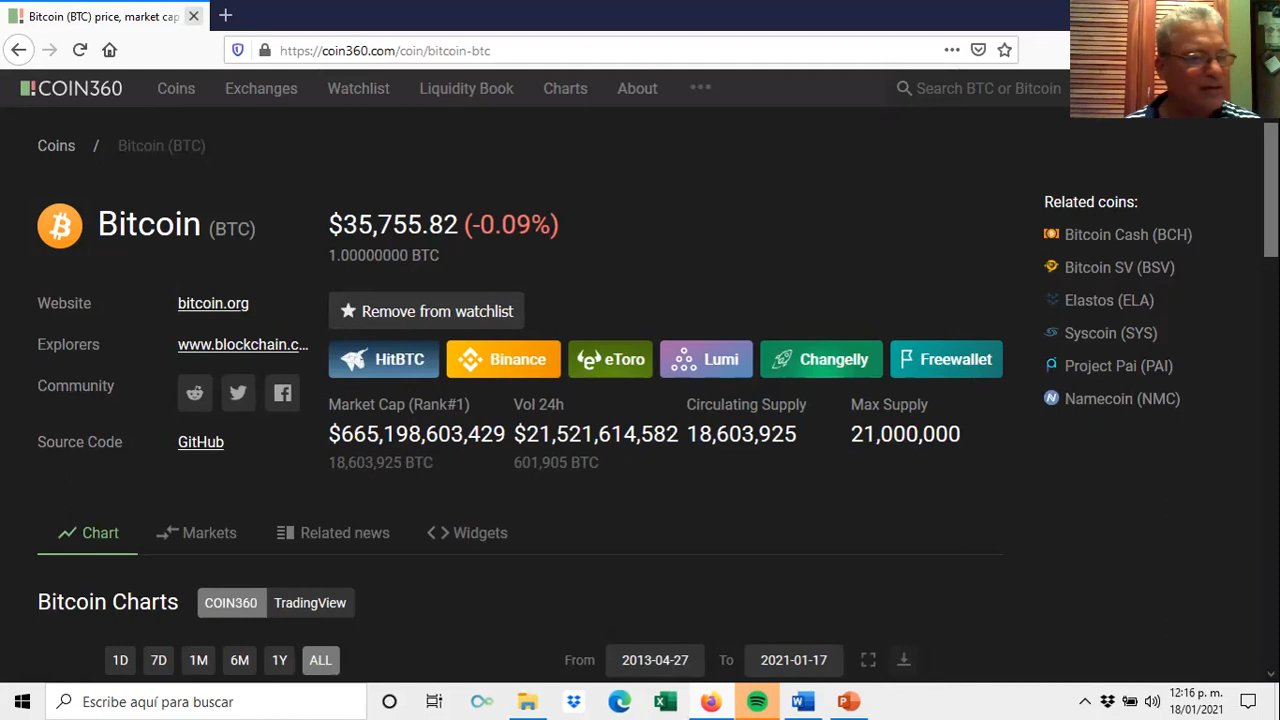 Bitcoin (BTC) price, market cap
https://coin360.com/coin/bitcoin-btc
COIN360 Coins Exchanges Watchlist Liquidity Book Charts About Search BTC or Bitcoin
Coins / Bitcoin (BTC)
Bitcoin (BTC)
$35,755.82 (-0.09%)
1.00000000 BTC
Website bitcoin.org
Explorers www.blockchain.c...
Community
Source Code GitHub
Remove from watchlist
HitBTC Binance eToro Lumi Changelly Freewallet
Market Cap (Rank#1) Vol 24h Circulating Supply Max Supply
$665,198,603,429 $21,521,614,582 18,603,925 21,000,000
18,603,925 BTC 601,905 BTC
Related coins:
Bitcoin Cash (BCH)
Bitcoin SV (BSV)
Elastos (ELA)
Syscoin (SYS)
Project Pai (PAI)
Namecoin (NMC)
Chart Markets Related news Widgets
Bitcoin Charts COIN360 TradingView
1D 7D 1M 6M 1Y ALL From 2013-04-27 To 2021-01-17
Escribe aquí para buscar
12:16 p. m.
18/01/2021